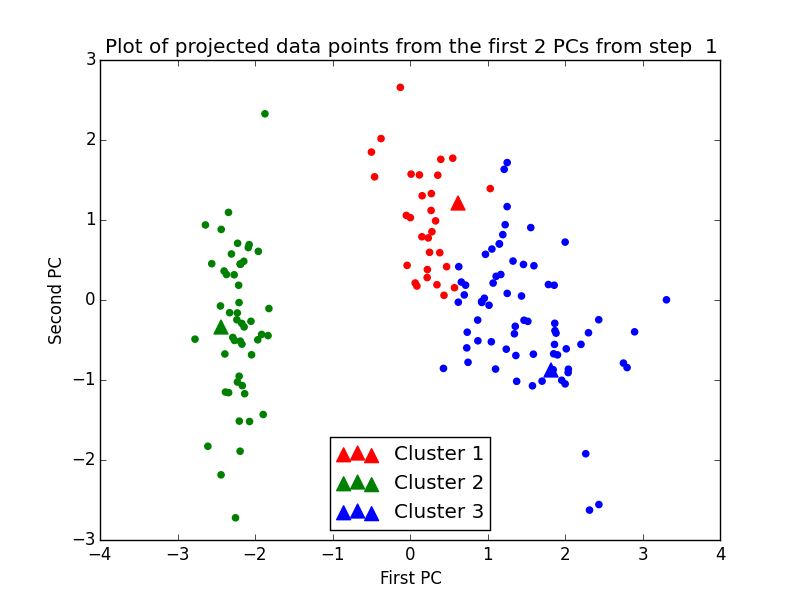 Plot of projected data points from the first 2 PCs from step  1
3
2
1
0
−1
−2
−3
Second PC
Cluster 1
Cluster 2
Cluster 3
−4 −3 −2 −1 0 1 2 3 4
First PC